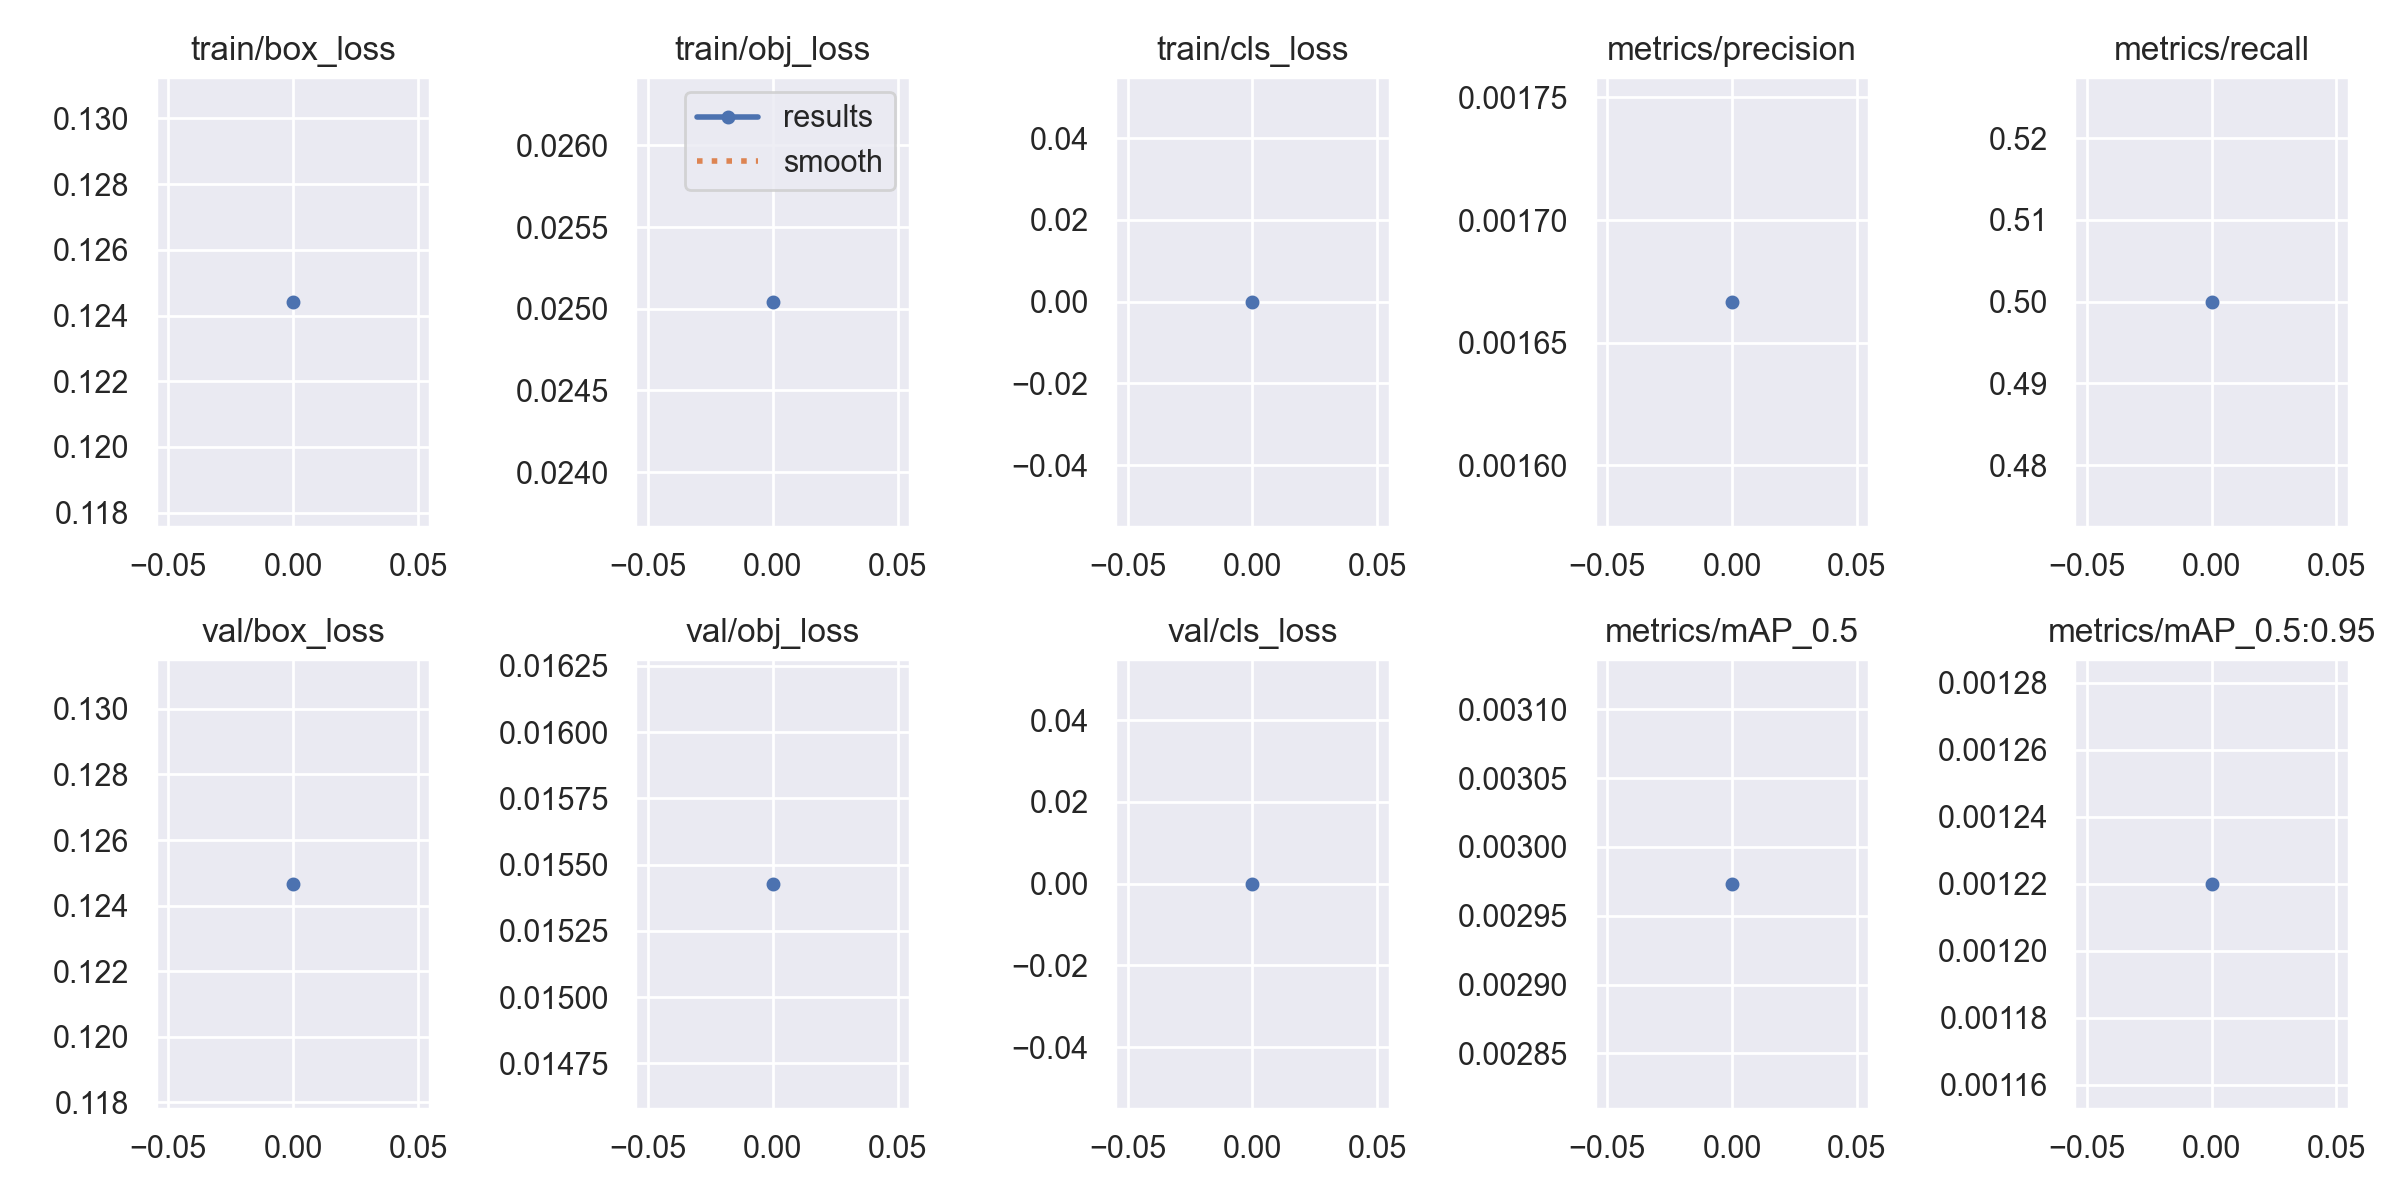 train/box_loss
0.130
0.128
0.126
0.124
0.122
0.120
0.118
−0.05 0.00 0.05
train/obj_loss
results
smooth
0.0260
0.0255
0.0250
0.0245
0.0240
−0.05 0.00 0.05
train/cls_loss
0.04
0.02
0.00
−0.02
−0.04
−0.05 0.00 0.05
metrics/precision
0.00175
0.00170
0.00165
0.00160
−0.05 0.00 0.05
metrics/recall
0.52
0.51
0.50
0.49
0.48
−0.05 0.00 0.05
val/box_loss
0.130
0.128
0.126
0.124
0.122
0.120
0.118
−0.05 0.00 0.05
val/obj_loss
0.01625
0.01600
0.01575
0.01550
0.01525
0.01500
0.01475
−0.05 0.00 0.05
val/cls_loss
0.04
0.02
0.00
−0.02
−0.04
−0.05 0.00 0.05
metrics/mAP_0.5
0.00310
0.00305
0.00300
0.00295
0.00290
0.00285
−0.05 0.00 0.05
metrics/mAP_0.5:0.95
0.00128
0.00126
0.00124
0.00122
0.00120
0.00118
0.00116
−0.05 0.00 0.05